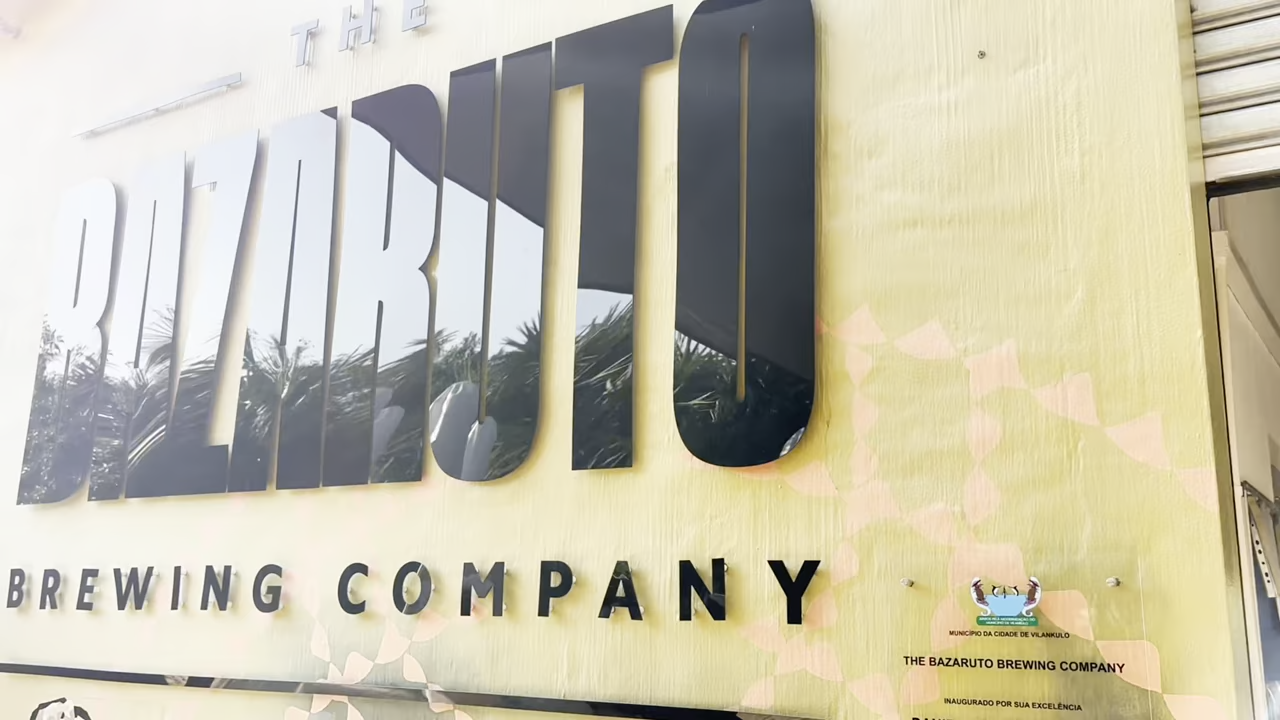 THE
BAZARUTO
BREWING COMPANY
MUNICÍPIO DA CIDADE DE VILANKULO
THE BAZARUTO BREWING COMPANY
INAUGURADO POR SUA EXCELÊNCIA